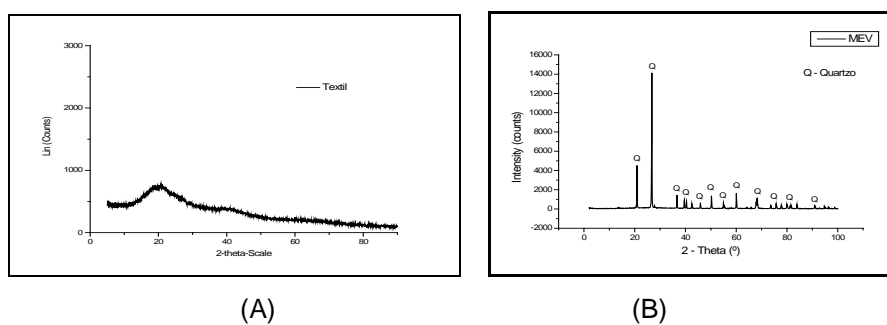 3000
2000
1000
0
0
20
40
60
80
Lin (Counts)
2-theta-Scale
Textil
16000
14000
12000
10000
8000
6000
4000
2000
0
-2000
0
20
40
60
80
100
Intensity (counts)
2 - Theta (º)
MEV
Q - Quartzo
Q
Q
Q
Q
Q
Q
Q
Q
Q
Q
Q
Q
(A)
(B)